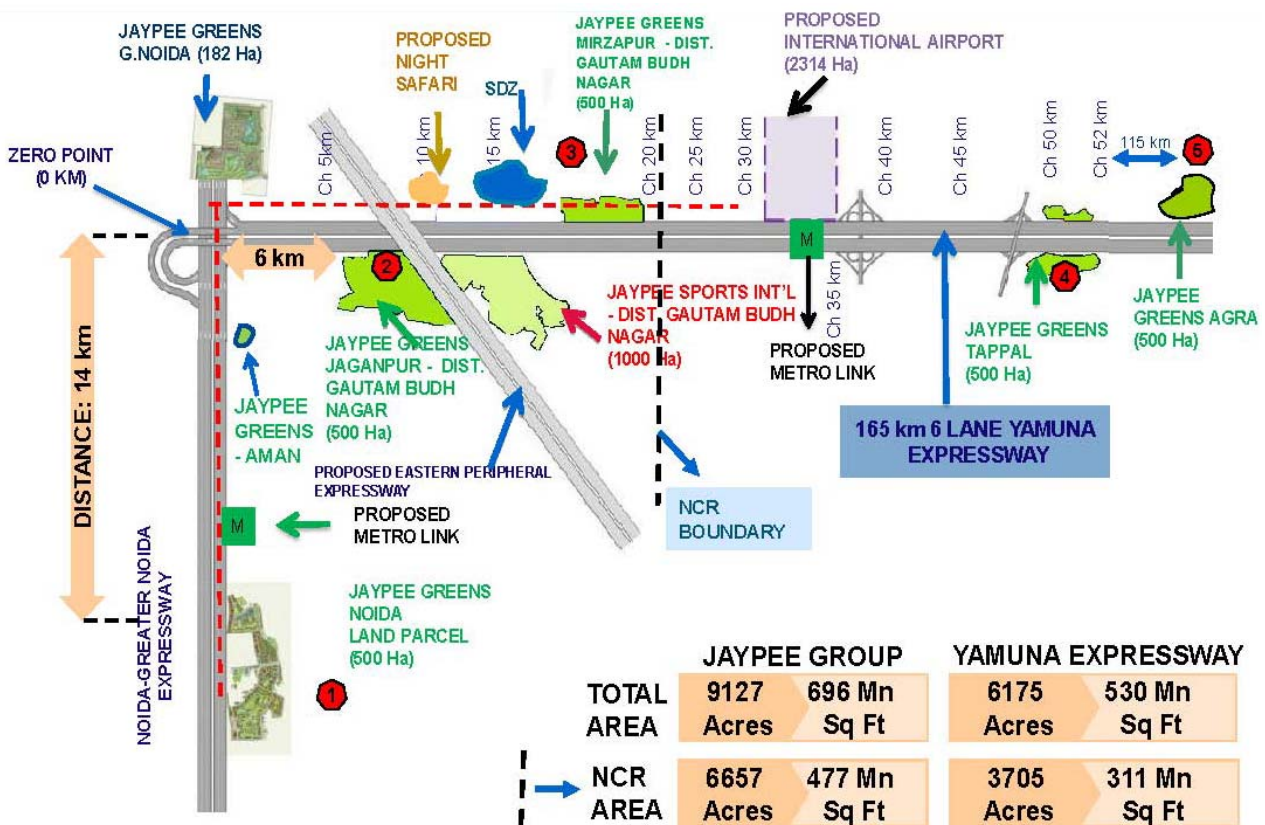 JAYPEE GREENS
G.NOIDA (182 Ha)
PROPOSED
NIGHT
SAFARI
SDZ
JAYPEE GREENS
MIRZAPUR - DIST.
GAUTAM BUDH
NAGAR
(500 Ha)
PROPOSED
INTERNATIONAL AIRPORT
(2314 Ha)
ZERO POINT
(0 KM)
Ch 5km
10 km
15 km
3
Ch 20 km
Ch 25 km
Ch 30 km
Ch 40 km
Ch 45 km
Ch 50 km
Ch 52 km
115 km
5
6 km
2
M
4
Ch 35 km
DISTANCE: 14 km
JAYPEE
GREENS
- AMAN
JAYPEE GREENS
JAGANPUR - DIST.
GAUTAM BUDH
NAGAR
(500 Ha)
JAYPEE SPORTS INT'L
- DIST. GAUTAM BUDH
NAGAR
(1000 Ha)
PROPOSED
METRO LINK
JAYPEE GREENS
TAPPAL
(500 Ha)
JAYPEE
GREENS AGRA
(500 Ha)
165 km 6 LANE YAMUNA
EXPRESSWAY
PROPOSED EASTERN PERIPHERAL
EXPRESSWAY
M
PROPOSED
METRO LINK
NCR
BOUNDARY
NOIDA-GREATER NOIDA
EXPRESSWAY
JAYPEE GREENS
NOIDA
LAND PARCEL
(500 Ha)
1
JAYPEE GROUP
YAMUNA EXPRESSWAY
TOTAL
AREA
9127
Acres
696 Mn
Sq Ft
6175
Acres
530 Mn
Sq Ft
NCR
AREA
6657
Acres
477 Mn
Sq Ft
3705
Acres
311 Mn
Sq Ft